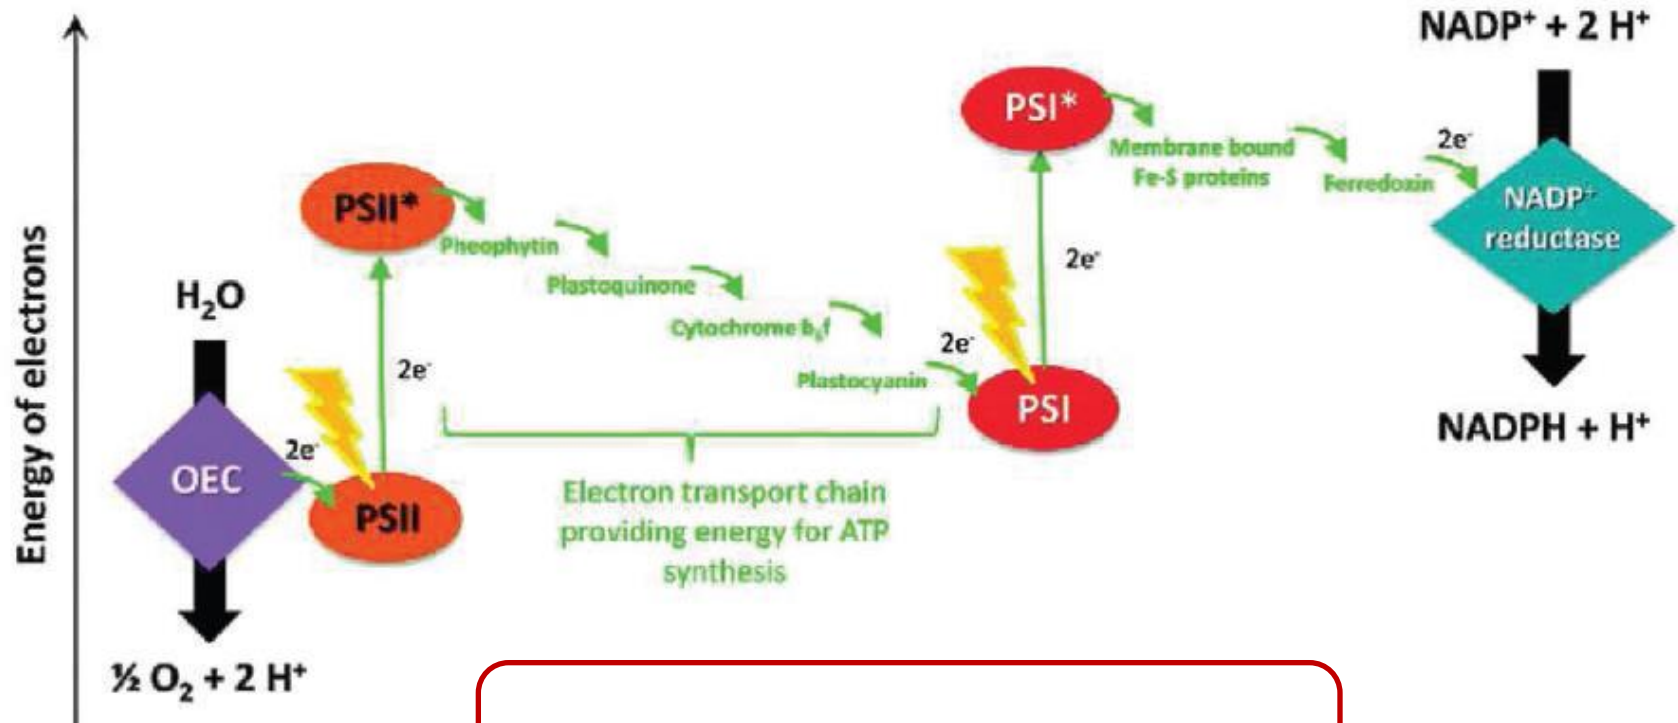 NADP⁺ + 2 H⁺
PSI*
2e⁻
Membrane bound
Fe-S proteins
Ferredoxin
NADP⁺
reductase
PSII*
Pheophytin
Plastoquinone
Cytochrome b₆f
Plastocyanin
2e⁻
2e⁻
PSI
NADPH + H⁺
Energy of electrons
H₂O
2e⁻
2e⁻
OEC
PSII
Electron transport chain
providing energy for ATP
synthesis
½ O₂ + 2 H⁺